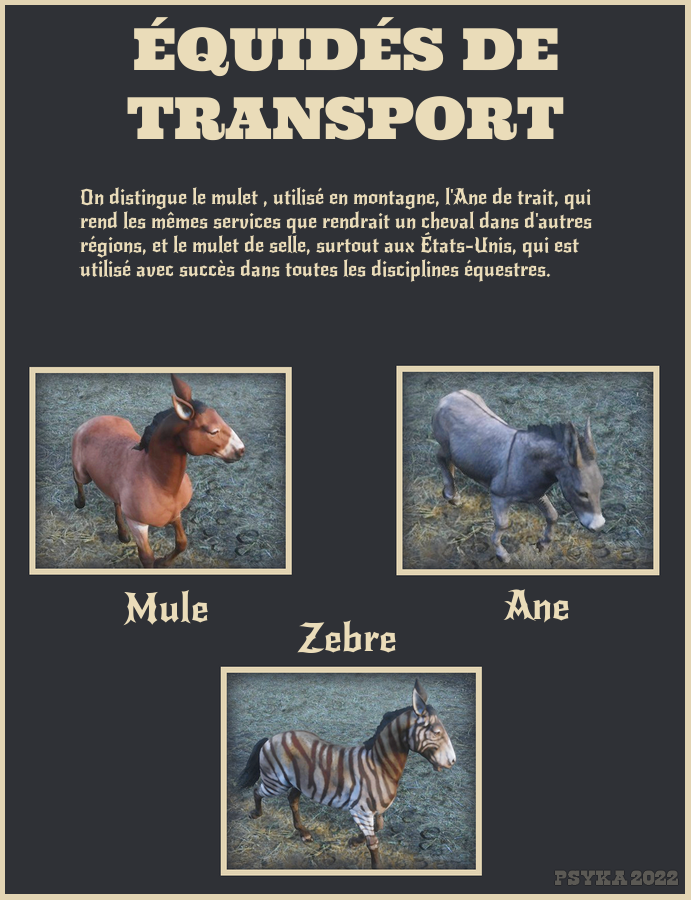 ÉQUIDÉS DE
TRANSPORT
On distingue le mulet , utilisé en montagne, l'Ane de trait, qui
rend les mêmes services que rendrait un cheval dans d'autres
régions, et le mulet de selle, surtout aux États-Unis, qui est
utilisé avec succès dans toutes les disciplines équestres.
Mule
Ane
Zebre
PSYKA 2022